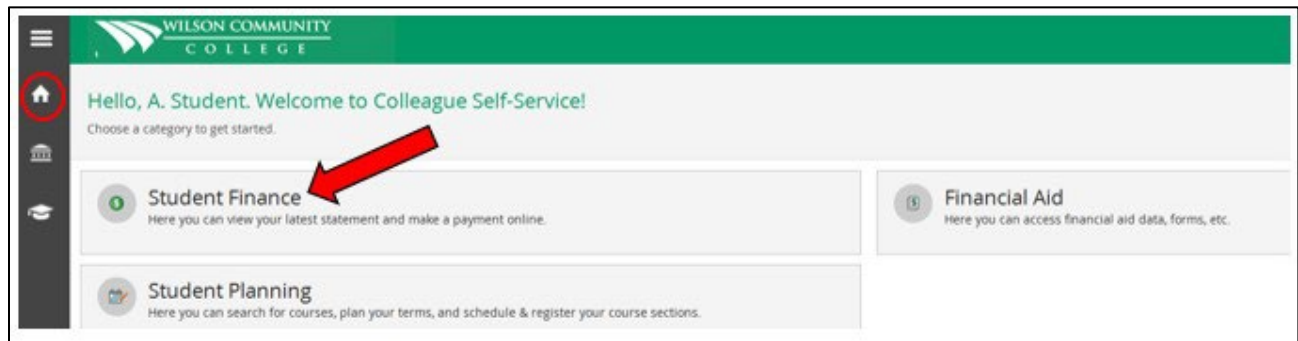 WILSON COMMUNITY
COLLEGE
Hello, A. Student. Welcome to Colleague Self-Service!
Choose a category to get started.
Student Finance
Here you can view your latest statement and make a payment online.
Financial Aid
Here you can access financial aid data, forms, etc.
Student Planning
Here you can search for courses, plan your terms, and schedule & register your course sections.